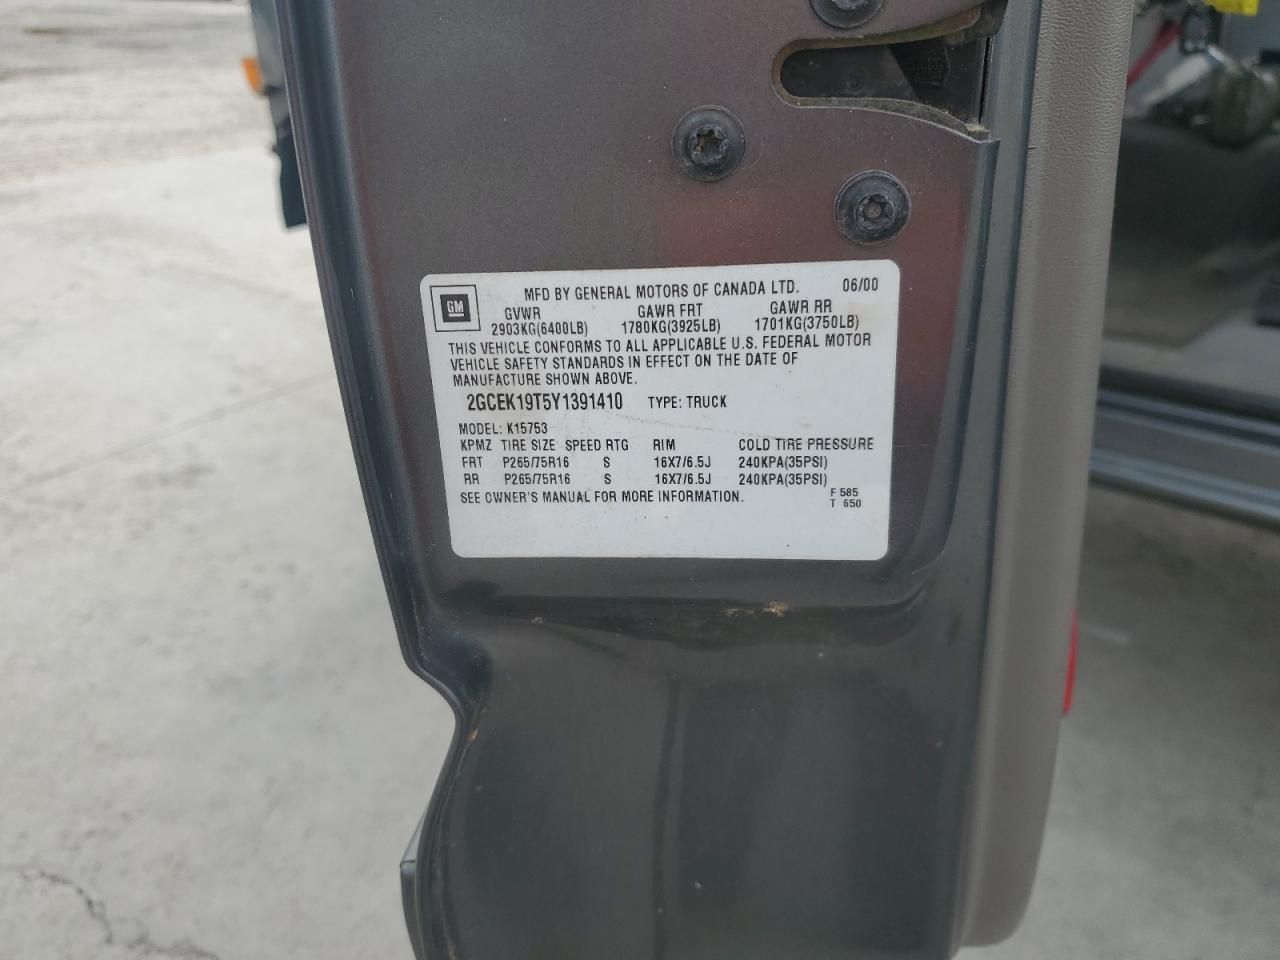 MFD BY GENERAL MOTORS OF CANADA LTD. 06/00
GM
GVWR GAWR FRT GAWR RR
2903KG(6400LB) 1780KG(3925LB) 1701KG(3750LB)
THIS VEHICLE CONFORMS TO ALL APPLICABLE U.S. FEDERAL MOTOR
VEHICLE SAFETY STANDARDS IN EFFECT ON THE DATE OF
MANUFACTURE SHOWN ABOVE.
2GCEK19T5Y1391410 TYPE: TRUCK
MODEL: K15753
KPMZ TIRE SIZE SPEED RTG RIM COLD TIRE PRESSURE
FRT P265/75R16 S 16X7/6.5J 240KPA(35PSI)
RR P265/75R16 S 16X7/6.5J 240KPA(35PSI)
SEE OWNER'S MANUAL FOR MORE INFORMATION. F 585
T 650